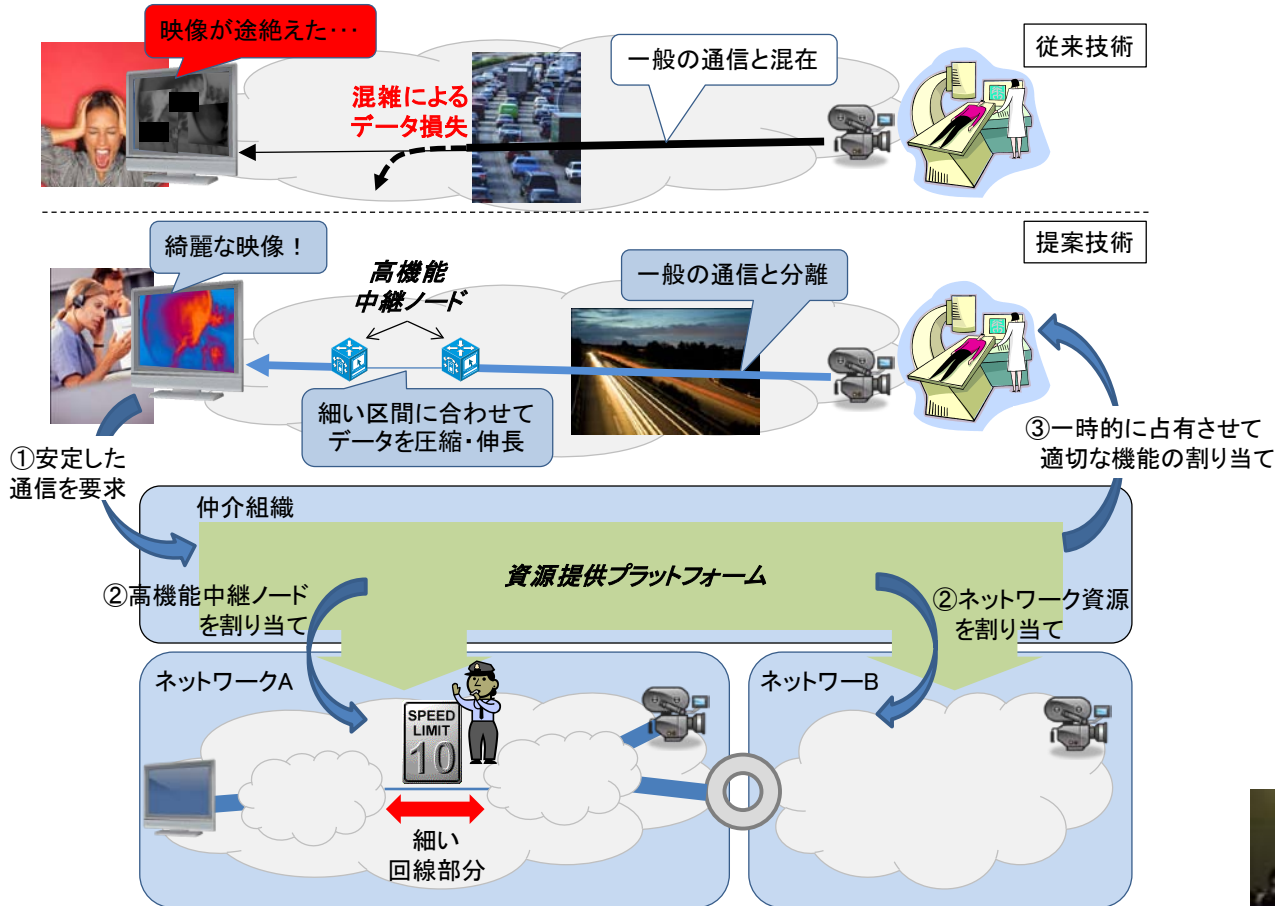 映像が途絶えた･･･
一般の通信と混在
従来技術
混雑による
データ損失
提案技術
綺麗な映像！
高機能
中継ノード
一般の通信と分離
細い区間に合わせて
データを圧縮・伸長
①安定した
通信を要求
③一時的に占有させて
適切な機能の割り当て
仲介組織
資源提供プラットフォーム
②高機能中継ノード
を割り当て
②ネットワーク資源
を割り当て
ネットワークA
ネットワーB
SPEED
LIMIT
10
細い
回線部分